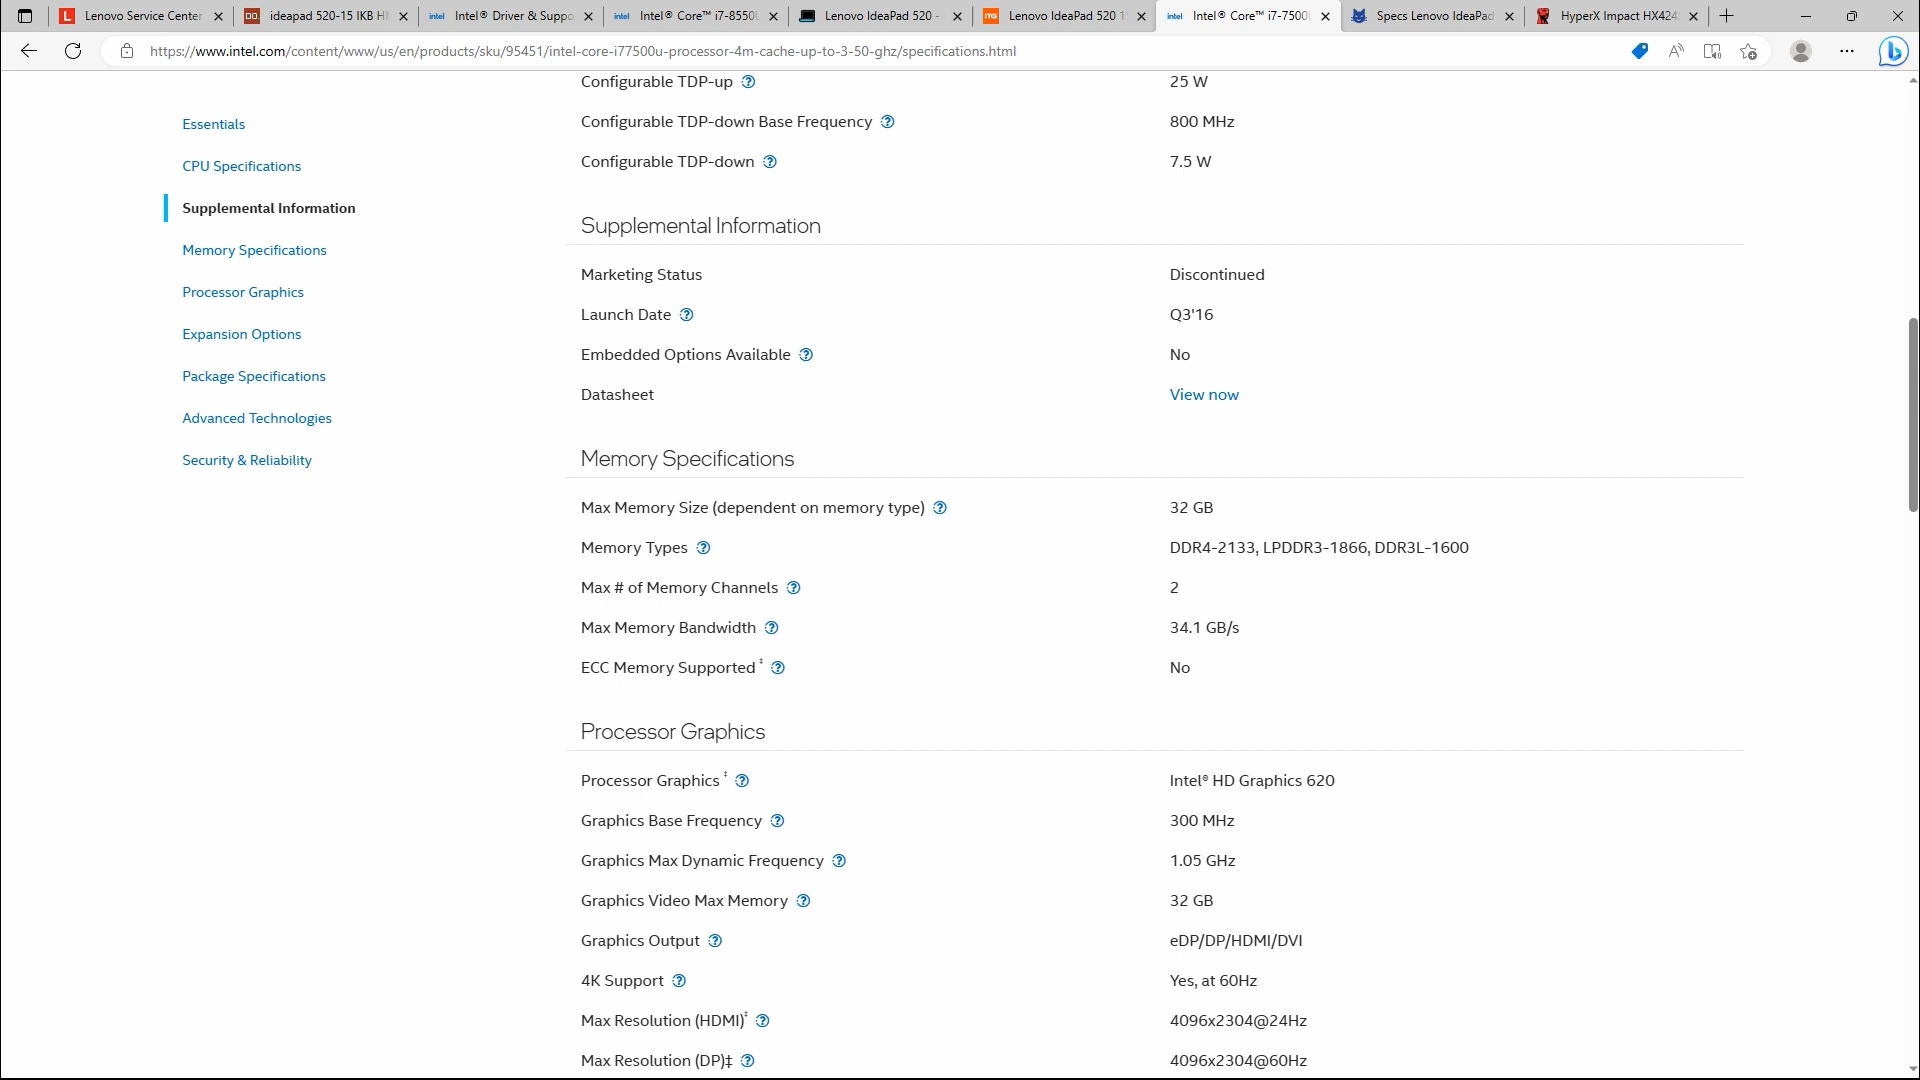 Lenovo Service Center
ideapad 520-15 IKB H
Intel® Driver & Suppo
Intel® Core™ i7-8550U
Lenovo IdeaPad 520 -
Lenovo IdeaPad 520 1
Intel® Core™ i7-7500U
Specs Lenovo IdeaPad
HyperX Impact HX424
https://www.intel.com/content/www/us/en/products/sku/95451/intel-core-i77500u-processor-4m-cache-up-to-3-50-ghz/specifications.html
Configurable TDP-up 25 W
Essentials
Configurable TDP-down Base Frequency 800 MHz
CPU Specifications
Configurable TDP-down 7.5 W
Supplemental Information
Memory Specifications
Processor Graphics
Expansion Options
Package Specifications
Advanced Technologies
Security & Reliability
Supplemental Information
Marketing Status Discontinued
Launch Date Q3'16
Embedded Options Available No
Datasheet View now
Memory Specifications
Max Memory Size (dependent on memory type) 32 GB
Memory Types DDR4-2133, LPDDR3-1866, DDR3L-1600
Max # of Memory Channels 2
Max Memory Bandwidth 34.1 GB/s
ECC Memory Supported ‡ No
Processor Graphics
Processor Graphics ‡ Intel® HD Graphics 620
Graphics Base Frequency 300 MHz
Graphics Max Dynamic Frequency 1.05 GHz
Graphics Video Max Memory 32 GB
Graphics Output eDP/DP/HDMI/DVI
4K Support Yes, at 60Hz
Max Resolution (HDMI)‡ 4096x2304@24Hz
Max Resolution (DP)‡ 4096x2304@60Hz